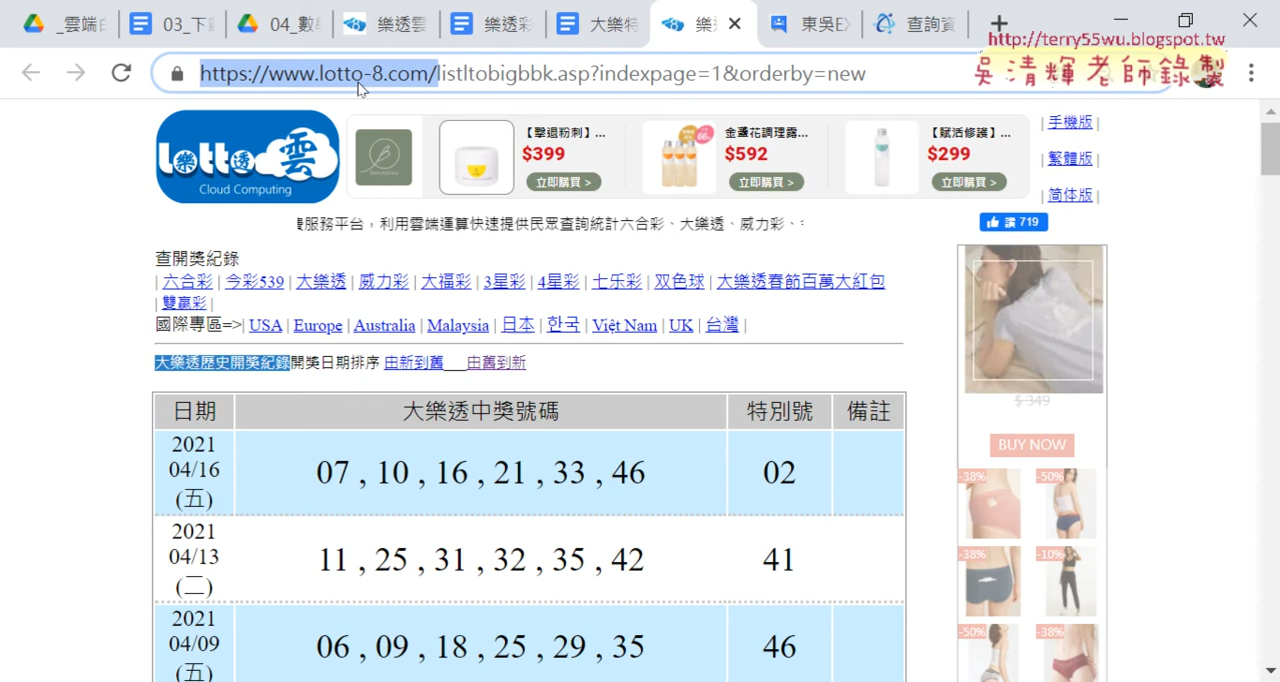 _雲端白
03_下載
04_數
樂透雲
樂透彩
大樂特
樂
東吳EX
查詢資
http://terry55wu.blogspot.tw
吳清輝老師錄製
https://www.lotto-8.com/listltobigbbk.asp?indexpage=1&orderby=new
Lotto樂透雲
Cloud Computing
【擊退粉刺】...
$399
立即購買 >
金盞花調理露...
$592
立即購買 >
【賦活修護】...
$299
立即購買 >
| 手機版 |
| 繁體版 |
| 简体版 |
服務平台，利用雲端運算快速提供民眾查詢統計六合彩、大樂透、威力彩、
讚 719
查開獎紀錄
| 六合彩 | 今彩539 | 大樂透 | 威力彩 | 大福彩 | 3星彩 | 4星彩 | 七乐彩 | 双色球 | 大樂透春節百萬大紅包
| 雙贏彩 |
國際專區=>| USA | Europe | Australia | Malaysia | 日本 | 한국 | Việt Nam | UK | 台灣 |
大樂透歷史開獎紀錄開獎日期排序 由新到舊 由舊到新
日期 大樂透中獎號碼 特別號 備註
2021
04/16
(五)
07 , 10 , 16 , 21 , 33 , 46 02
2021
04/13
(二)
11 , 25 , 31 , 32 , 35 , 42 41
2021
04/09
(五)
06 , 09 , 18 , 25 , 29 , 35 46
$ 349
BUY NOW
-38% -50%
-38% -10%
-50% -38%